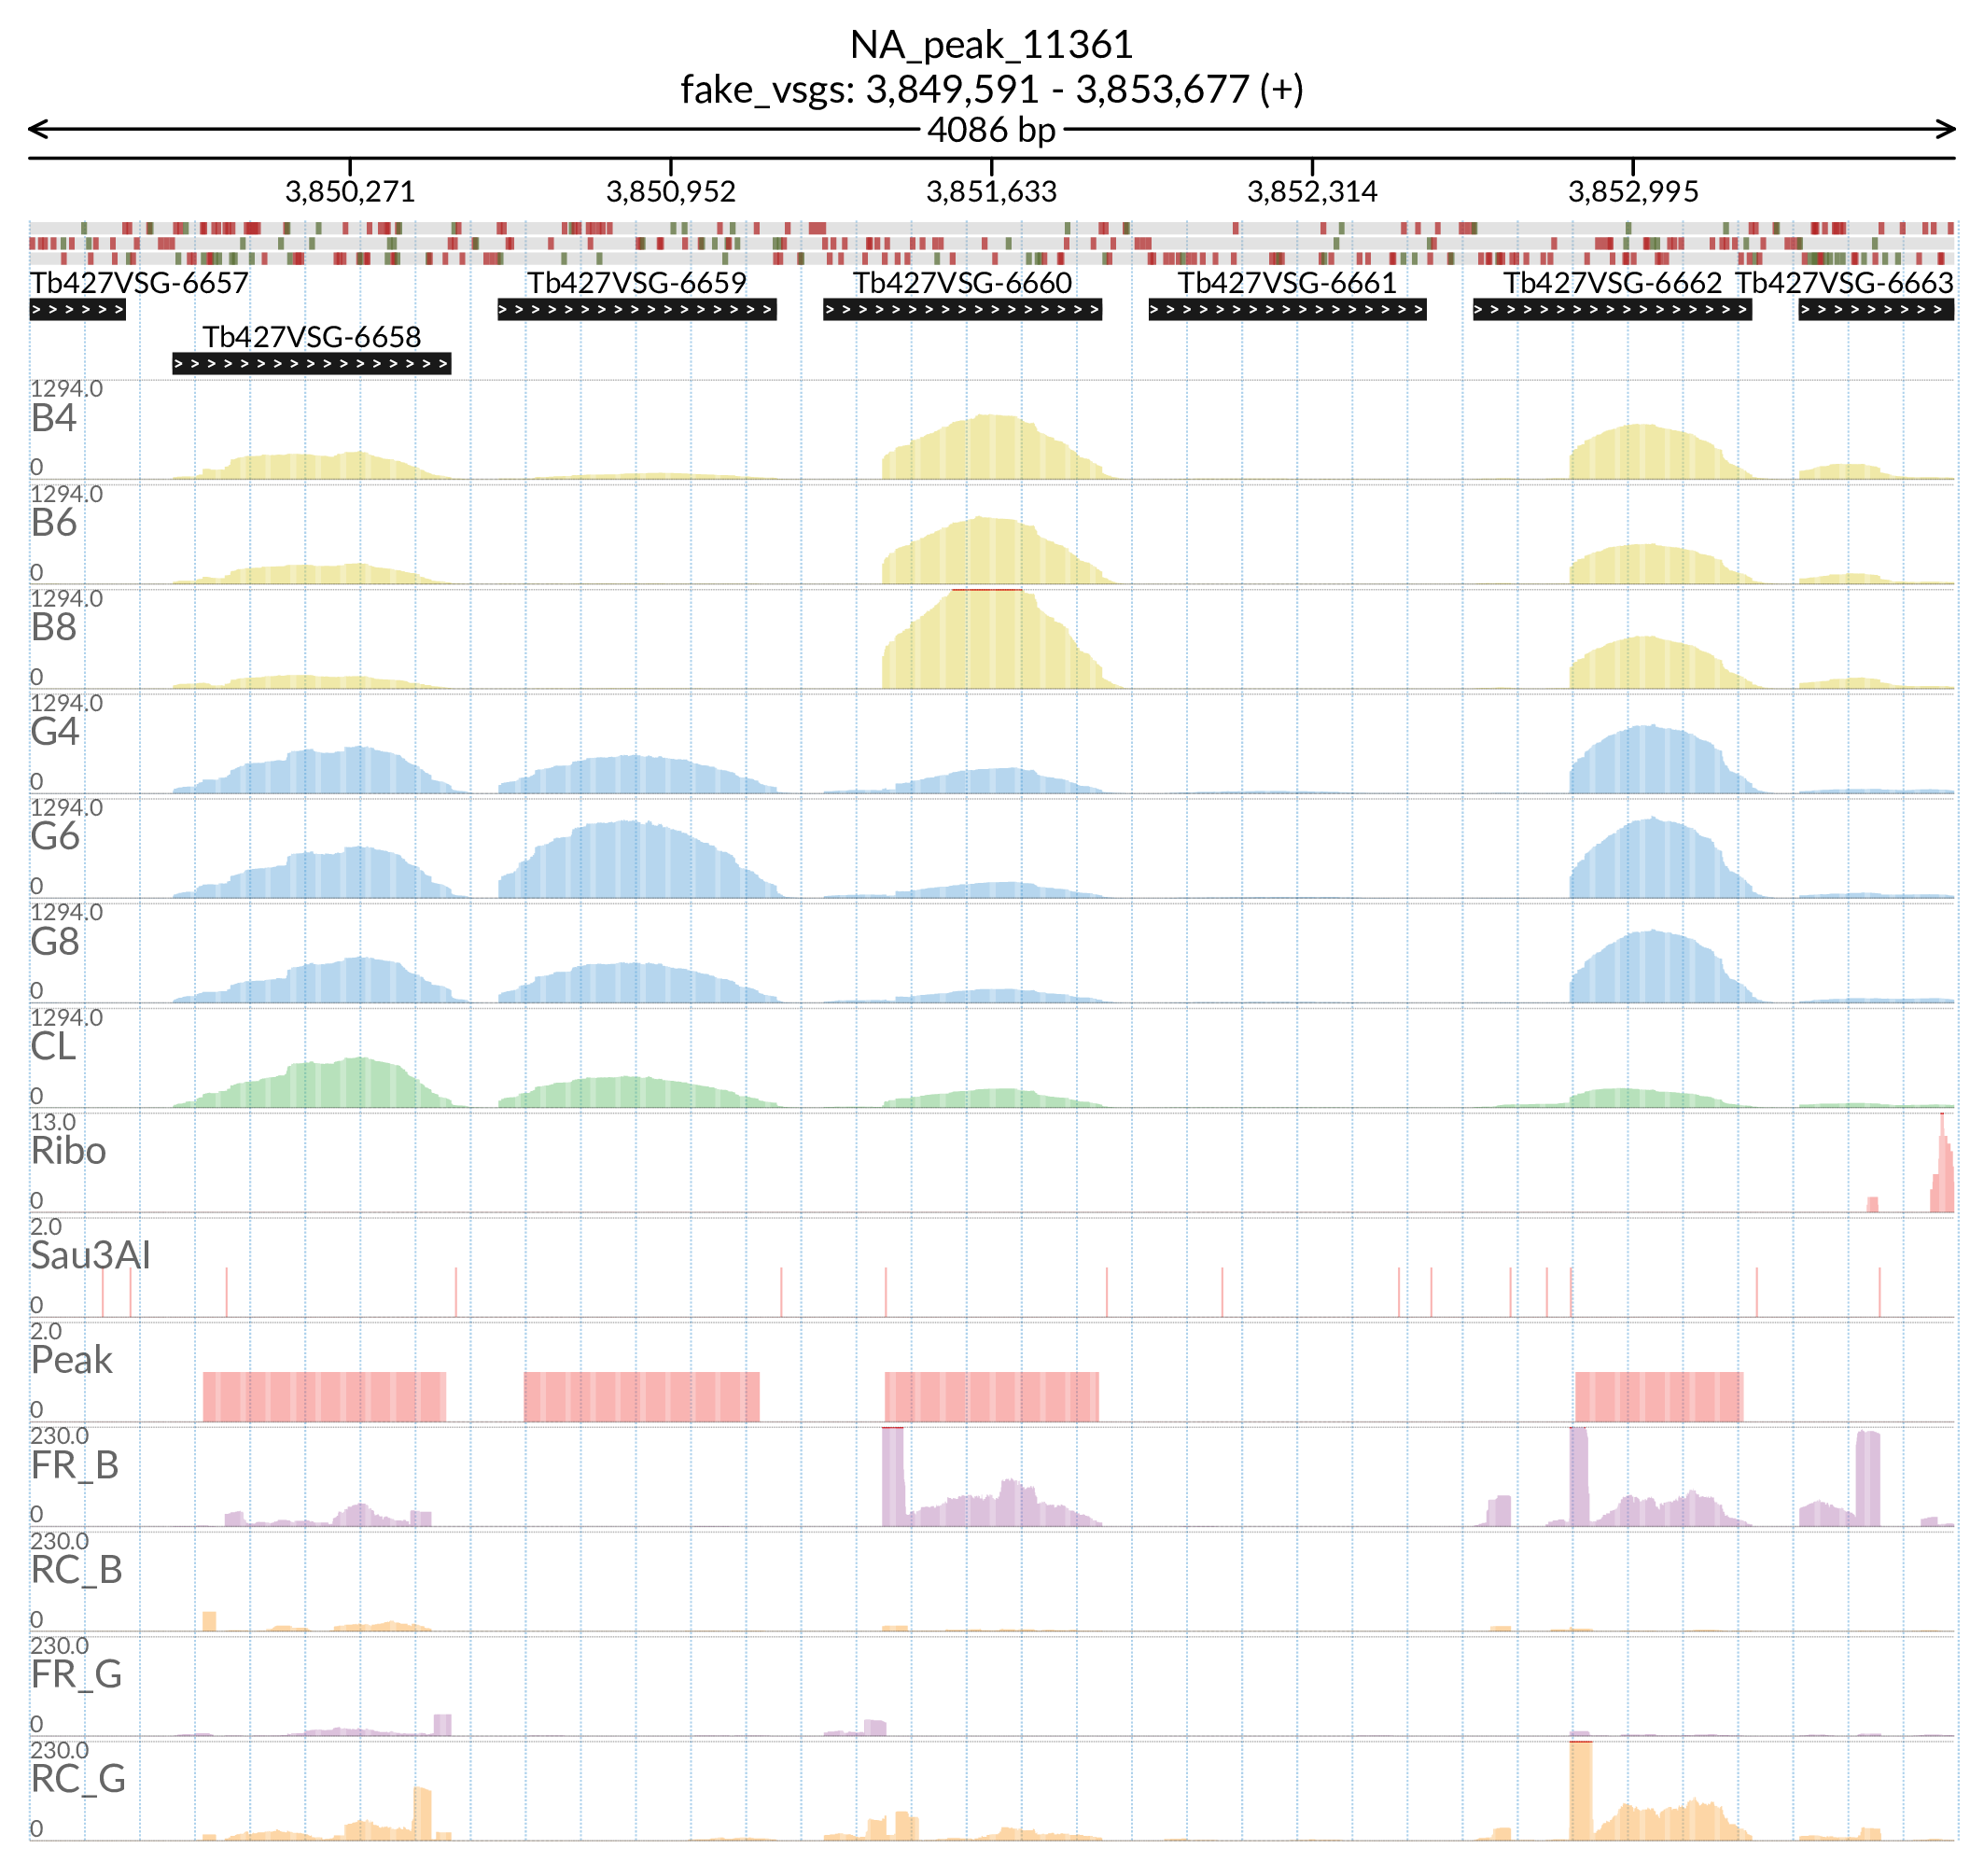 NA_peak_11361
fake_vsgs: 3,849,591 - 3,853,677 (+)
4086 bp
3,850,271 3,850,952 3,851,633 3,852,314 3,852,995
Tb427VSG-6657 Tb427VSG-6659 Tb427VSG-6660 Tb427VSG-6661 Tb427VSG-6662 Tb427VSG-6663
Tb427VSG-6658
1294.0
B4
0
1294.0
B6
0
1294.0
B8
0
1294.0
G4
0
1294.0
G6
0
1294.0
G8
0
1294.0
CL
0
13.0
Ribo
0
2.0
Sau3AI
0
2.0
Peak
0
230.0
FR_B
0
230.0
RC_B
0
230.0
FR_G
0
230.0
RC_G
0